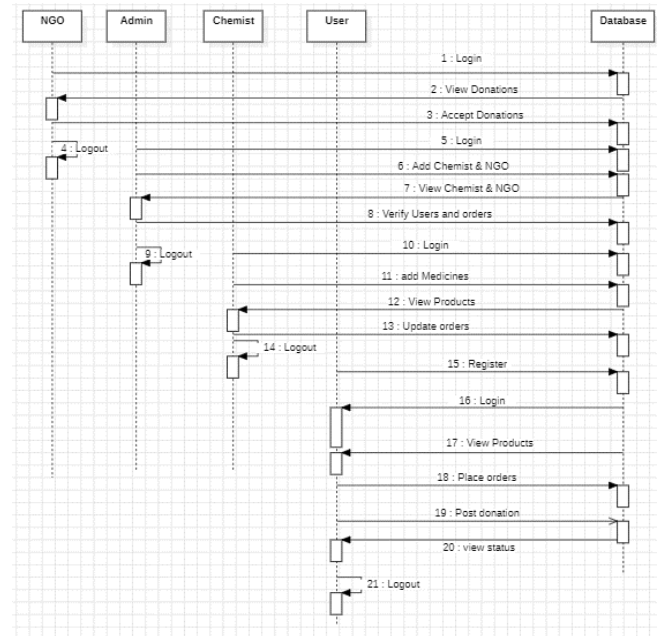 NGO
Admin
Chemist
User
Database
1 : Login
2 : View Donations
3 : Accept Donations
4 : Logout
5 : Login
6 : Add Chemist & NGO
7 : View Chemist & NGO
8 : Verify Users and orders
9 : Logout
10 : Login
11 : add Medicines
12 : View Products
13 : Update orders
14 : Logout
15 : Register
16 : Login
17 : View Products
18 : Place orders
19 : Post donation
20 : view status
21 : Logout